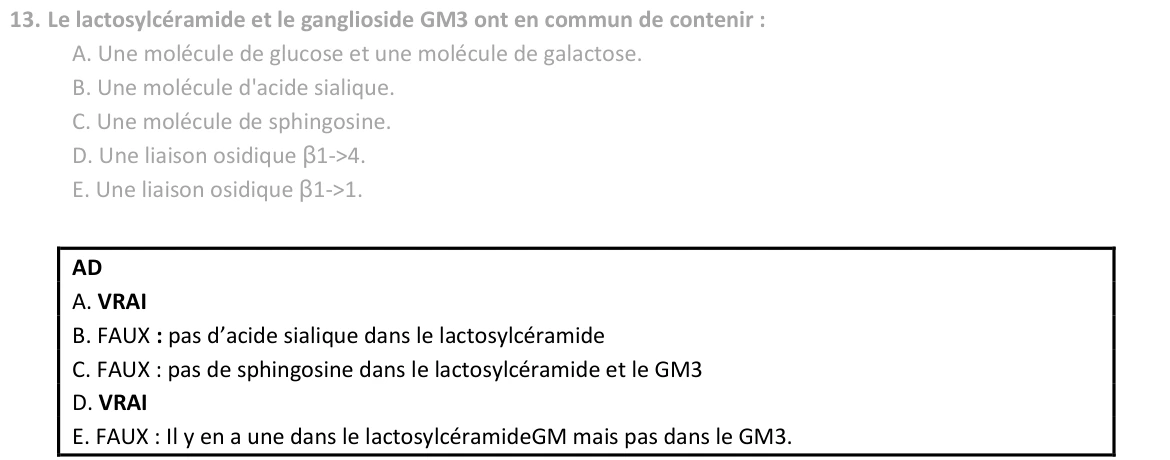 13. Le lactosylcéramide et le ganglioside GM3 ont en commun de contenir :
A. Une molécule de glucose et une molécule de galactose.
B. Une molécule d'acide sialique.
C. Une molécule de sphingosine.
D. Une liaison osidique β1->4.
E. Une liaison osidique β1->1.
AD
A. VRAI
B. FAUX : pas d’acide sialique dans le lactosylcéramide
C. FAUX : pas de sphingosine dans le lactosylcéramide et le GM3
D. VRAI
E. FAUX : Il y en a une dans le lactosylcéramideGM mais pas dans le GM3.